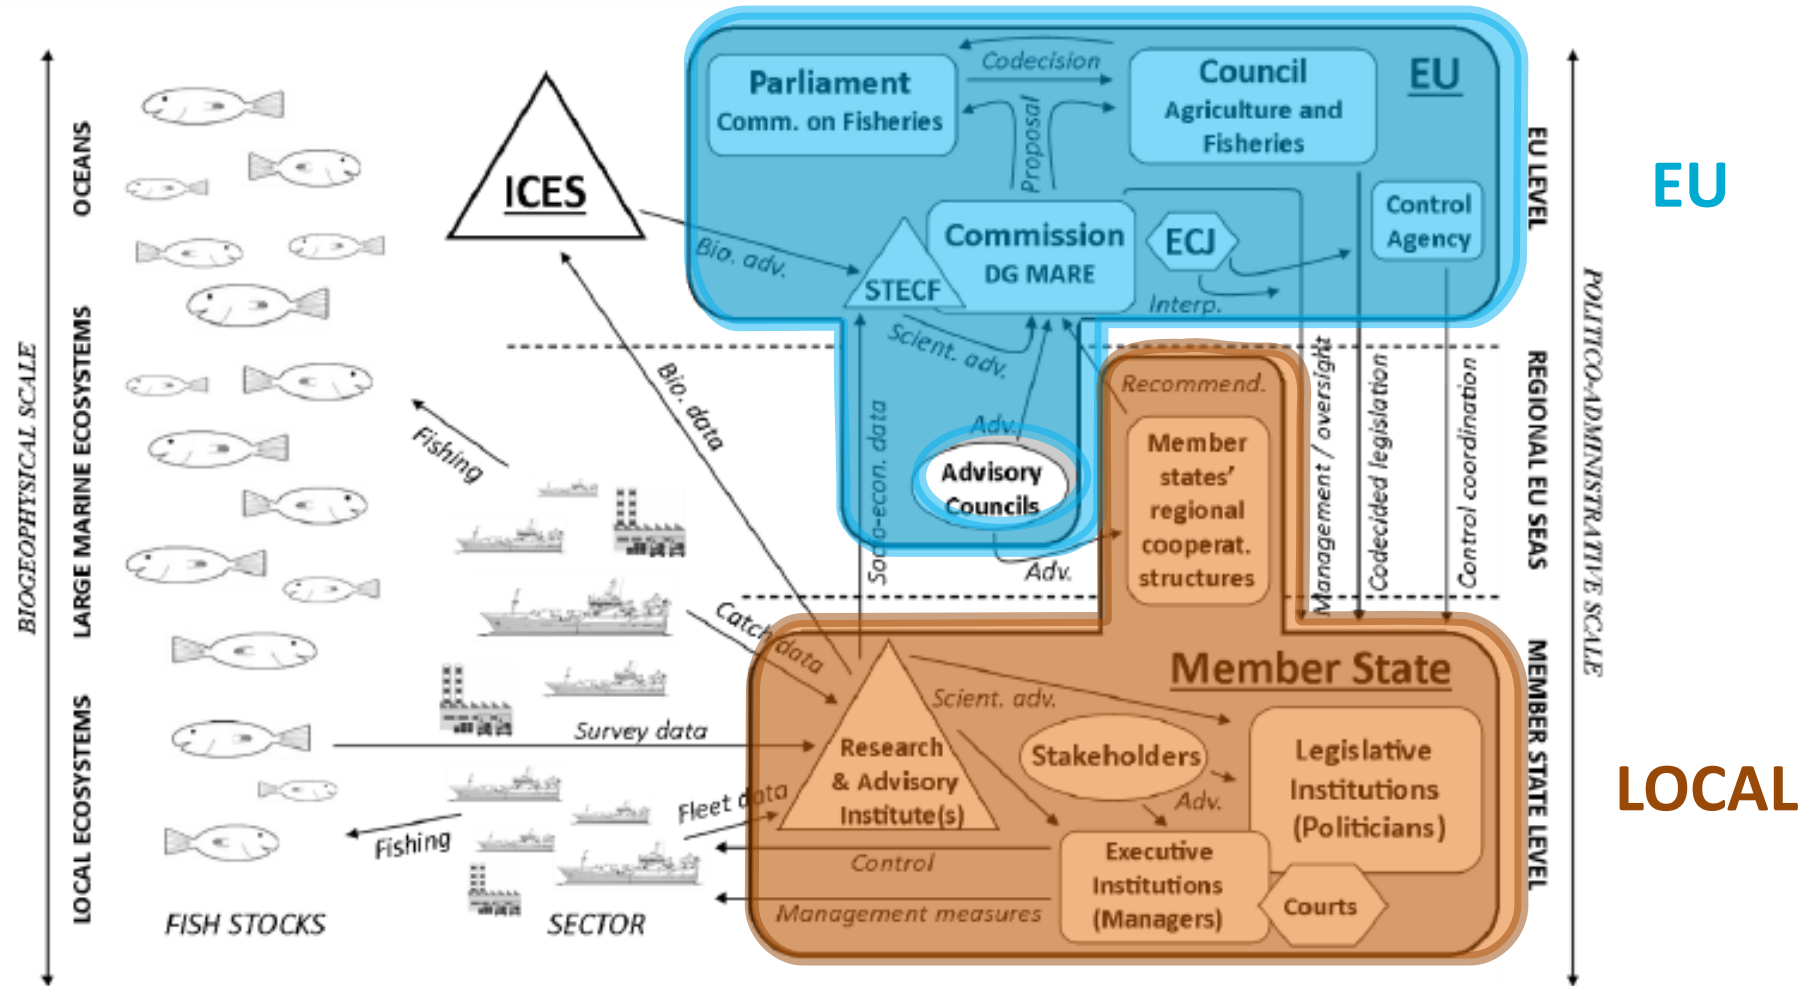 BIOGEOPHYSICAL SCALE
OCEANS
LARGE MARINE ECOSYSTEMS
LOCAL ECOSYSTEMS
FISH STOCKS
SECTOR
ICES
Bio. adv.
Bio. data
Fishing
Catch data
Survey data
Fleet data
Fishing
Parliament
Comm. on Fisheries
Codecision
Proposal
Council
Agriculture and
Fisheries
EU
Commission
DG MARE
STECF
ECJ
Interp.
Control
Agency
Scient. adv.
Socio-econ. data
Adv.
Advisory
Councils
Adv.
Recommend.
Member
states'
regional
cooperat.
structures
Management / oversight
Codecided legislation
Control coordination
Member State
Scient. adv.
Research
& Advisory
Institute(s)
Stakeholders
Adv.
Legislative
Institutions
(Politicians)
Executive
Institutions
(Managers)
Courts
Control
Management measures
EU LEVEL
REGIONAL EU SEAS
MEMBER STATE LEVEL
POLITICO-ADMINISTRATIVE SCALE
EU
LOCAL